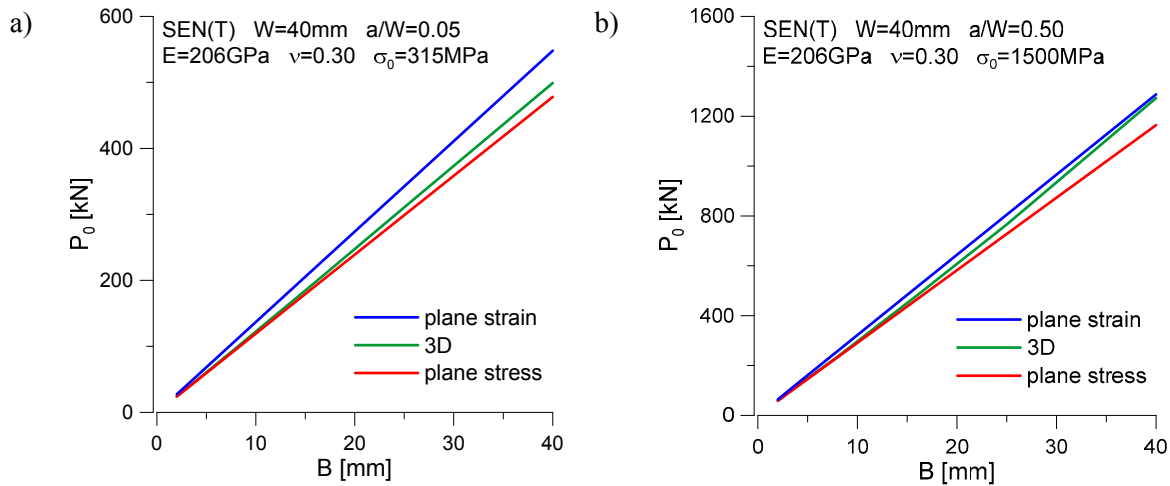 a)
SEN(T) W=40mm a/W=0.05
E=206GPa ν=0.30 σ₀=315MPa
600
400
200
0
P₀ [kN]
plane strain
3D
plane stress
0 10 20 30 40
B [mm]
b)
SEN(T) W=40mm a/W=0.50
E=206GPa ν=0.30 σ₀=1500MPa
1600
1200
800
400
0
P₀ [kN]
plane strain
3D
plane stress
0 10 20 30 40
B [mm]